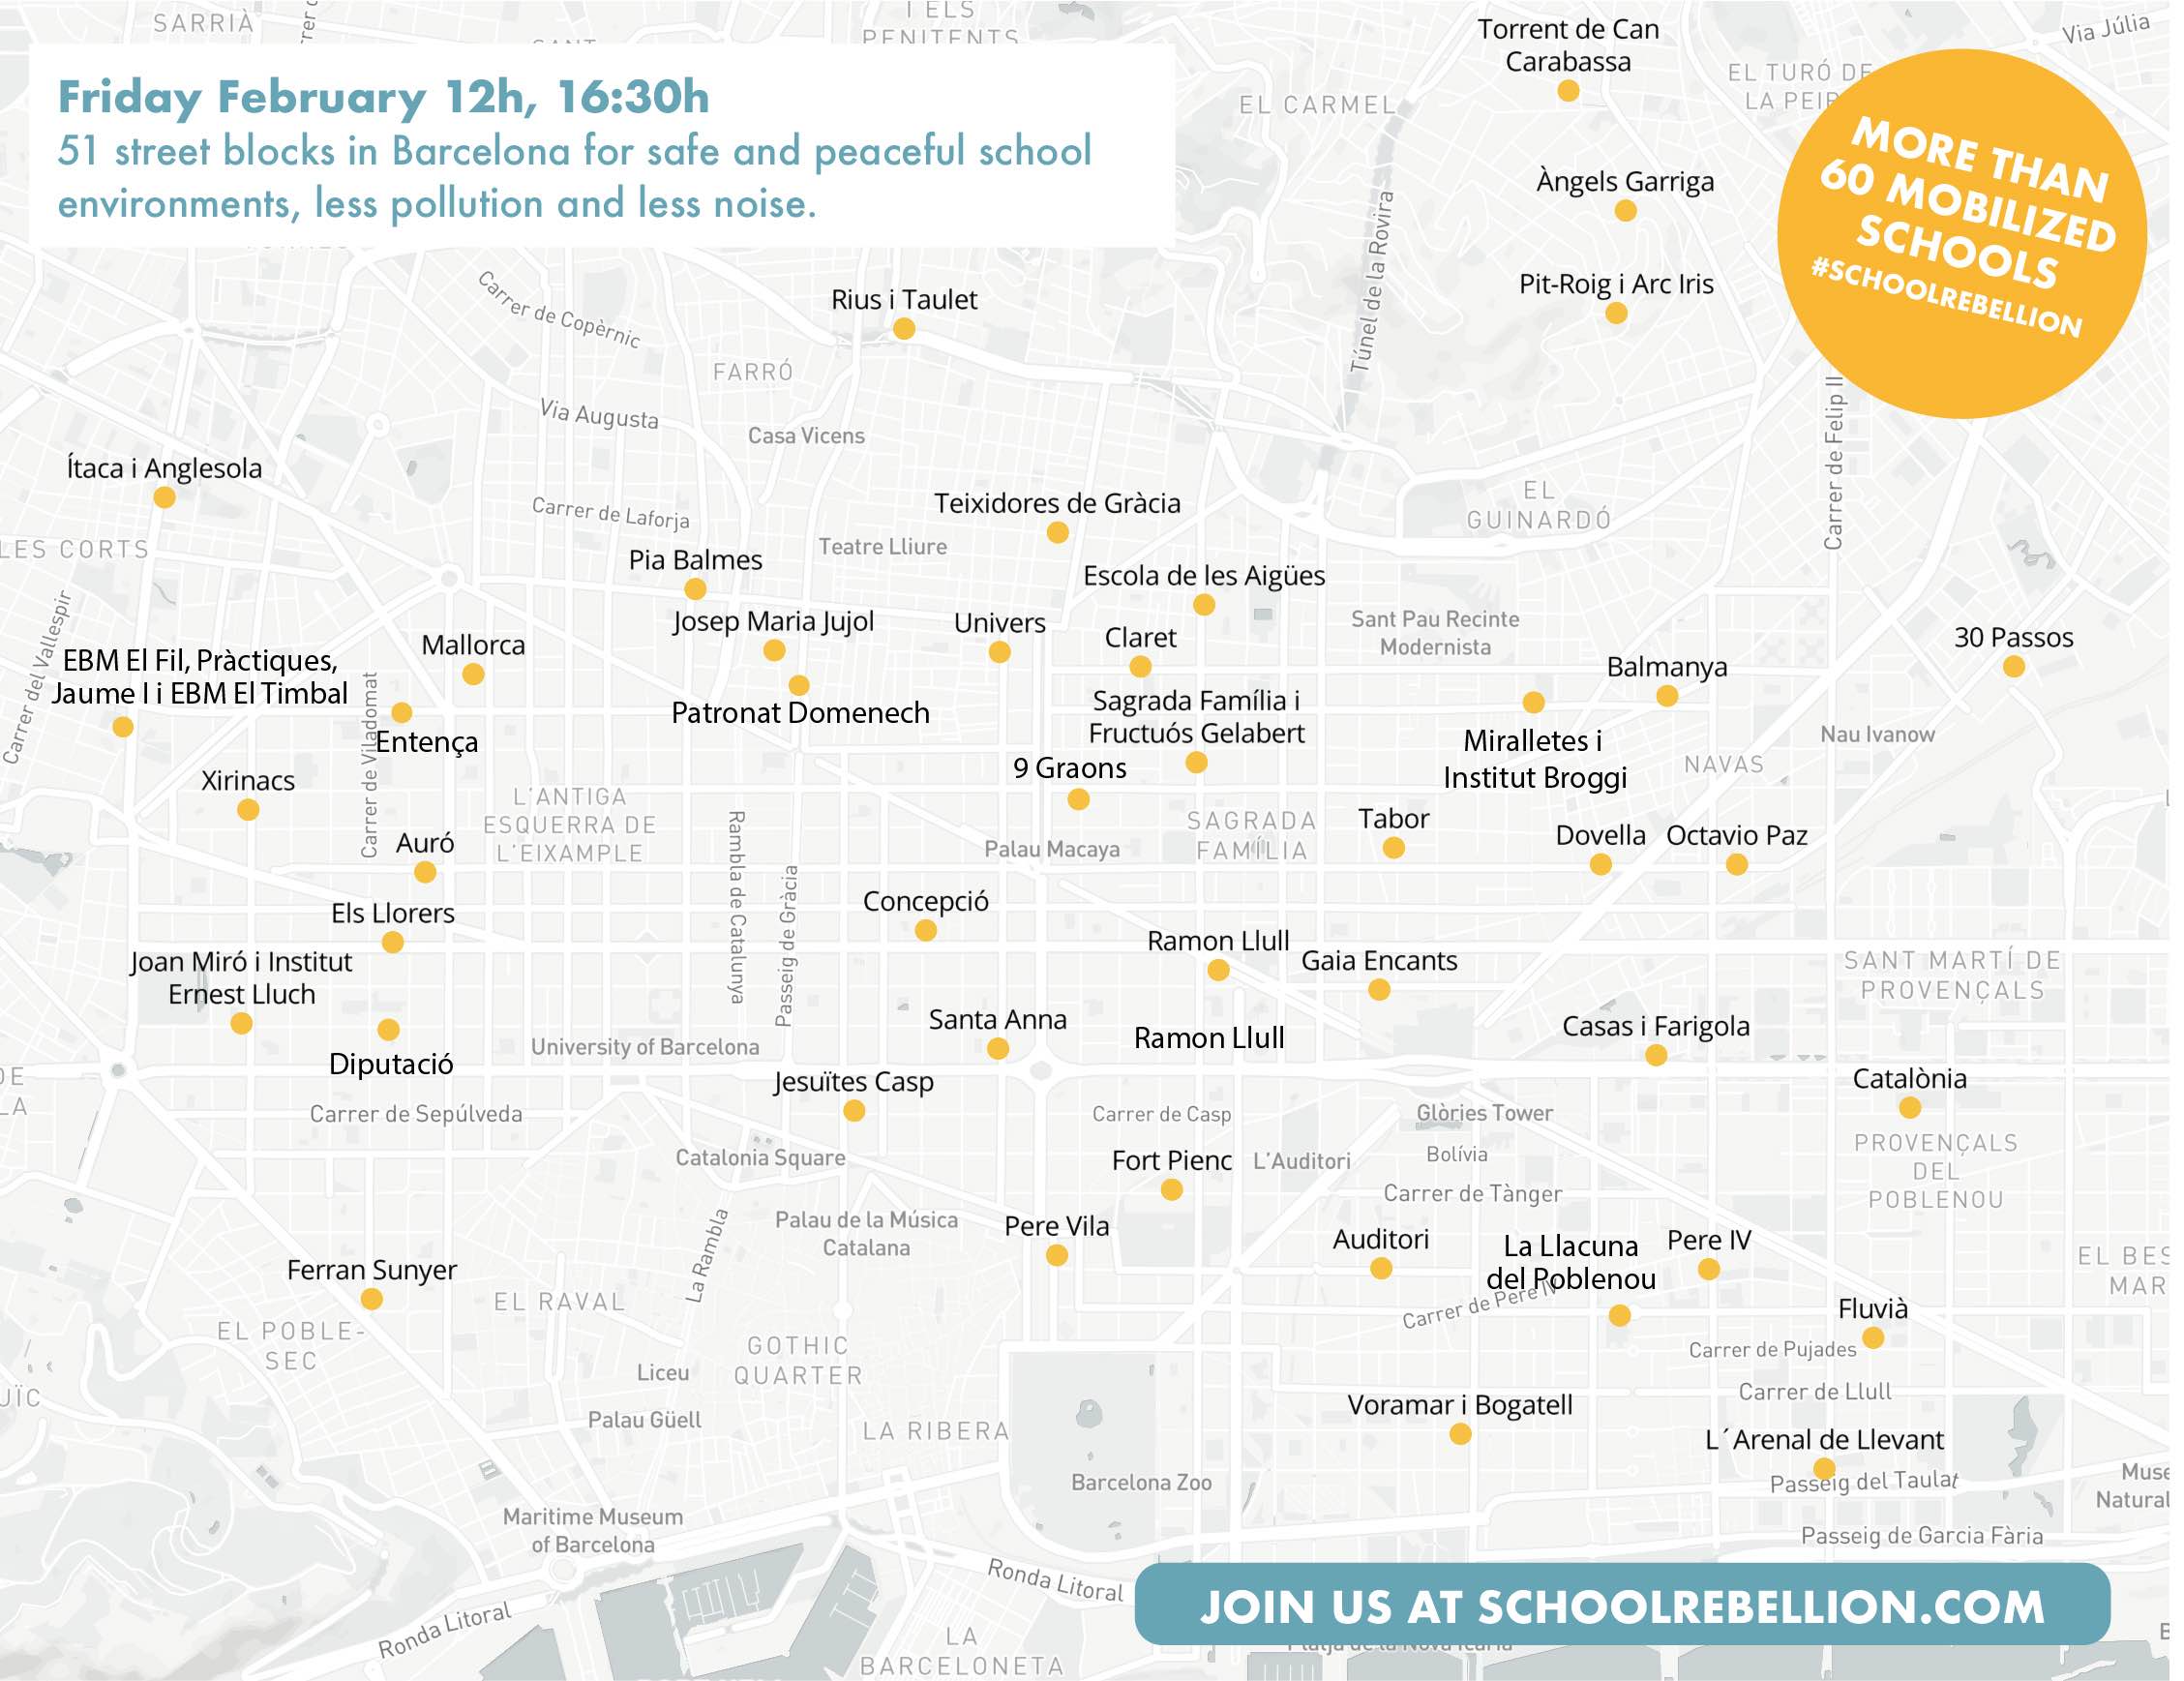 SARRIÀ
I ELS
PENITENTS
Friday February 12h, 16:30h
51 street blocks in Barcelona for safe and peaceful school
environments, less pollution and less noise.
Torrent de Can
Carabassa
Via Júlia
EL CARMEL
EL TURÓ DE
LA PEIR
MORE THAN
60 MOBILIZED
SCHOOLS
#SCHOOLREBELLION
Àngels Garriga
Túnel de la Rovira
Pit-Roig i Arc Iris
Rius i Taulet
Carrer de Copèrnic
FARRÓ
Via Augusta
Casa Vicens
Carrer de Felip II
Ítaca i Anglesola
Carrer de Laforja
Teixidores de Gràcia
EL
GUINARDÓ
LES CORTS
Teatre Lliure
Pia Balmes
Escola de les Aigües
Josep Maria Jujol
Univers
Sant Pau Recinte
Modernista
Carrer del Vallespir
Mallorca
Claret
30 Passos
EBM El Fil, Pràctiques,
Jaume I i EBM El Timbal
Balmanya
Patronat Domenech
Sagrada Família i
Fructuós Gelabert
Carrer de Viladomat
Entença
Miralletes i
Institut Broggi
Nau Ivanow
NAVAS
9 Graons
Xirinacs
L'ANTIGA
ESQUERRA DE
L'EIXAMPLE
Rambla de Catalunya
Passeig de Gràcia
Palau Macaya
SAGRADA
FAMÍLIA
Tabor
Dovella
Octavio Paz
Auró
Els Llorers
Concepció
Ramon Llull
Gaia Encants
SANT MARTÍ DE
PROVENÇALS
Joan Miró i Institut
Ernest Lluch
Santa Anna
Ramon Llull
Casas i Farigola
Diputació
University of Barcelona
Jesuïtes Casp
Catalònia
DE
LA
Carrer de Sepúlveda
Carrer de Casp
Glòries Tower
Catalonia Square
Fort Pienc
L'Auditori
Bolívia
PROVENÇALS
DEL
POBLENOU
Carrer de Tànger
La Rambla
Palau de la Música
Catalana
Pere Vila
Auditori
La Llacuna
del Poblenou
Pere IV
EL BES
MAR
Ferran Sunyer
EL RAVAL
Carrer de Pere IV
Fluvià
EL POBLE-
SEC
GOTHIC
QUARTER
Liceu
Carrer de Pujades
UÏC
Carrer de Llull
Palau Güell
LA RIBERA
Voramar i Bogatell
L´Arenal de Llevant
Barcelona Zoo
Passeig del Taulat
Muse
Natural
Maritime Museum
of Barcelona
Passeig de Garcia Fària
Ronda Litoral
Ronda Litoral
JOIN US AT SCHOOLREBELLION.COM
LA
BARCELONETA